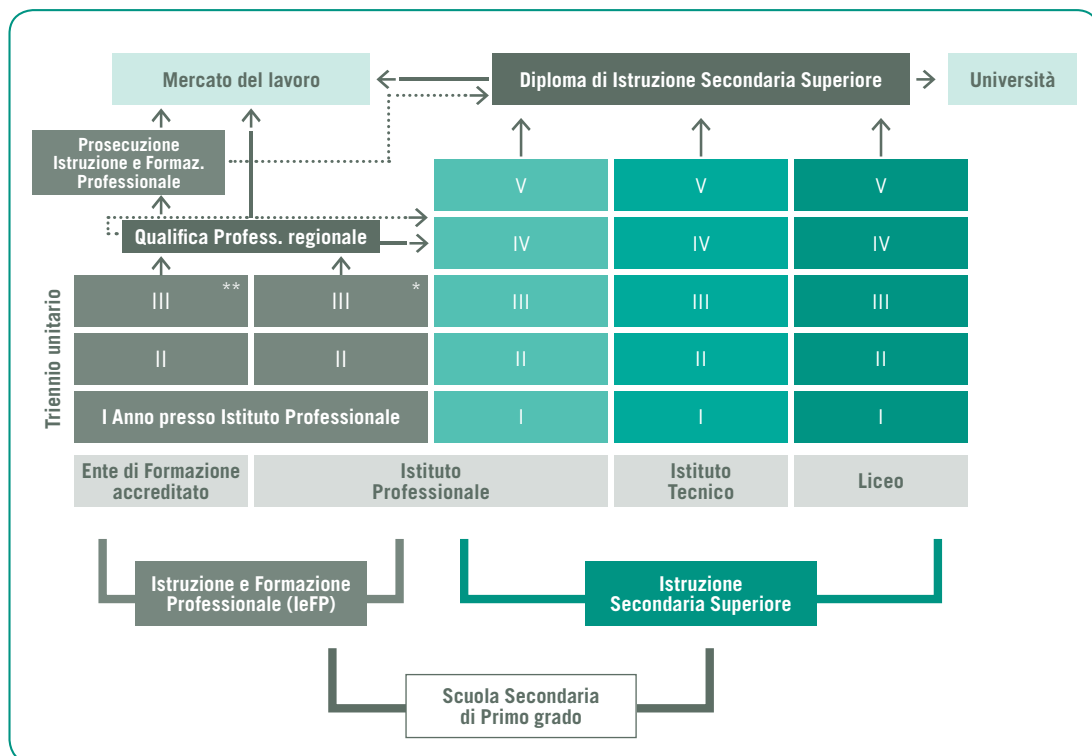 Mercato del lavoro
Diploma di Istruzione Secondaria Superiore
Università
Prosecuzione
Istruzione e Formaz.
Professionale
Qualifica Profess. regionale
V
V
V
IV
IV
IV
Triennio unitario
III **
III *
III
III
III
II
II
II
II
II
I Anno presso Istituto Professionale
I
I
I
Ente di Formazione
accreditato
Istituto
Professionale
Istituto
Tecnico
Liceo
Istruzione e Formazione
Professionale (IeFP)
Istruzione
Secondaria Superiore
Scuola Secondaria
di Primo grado